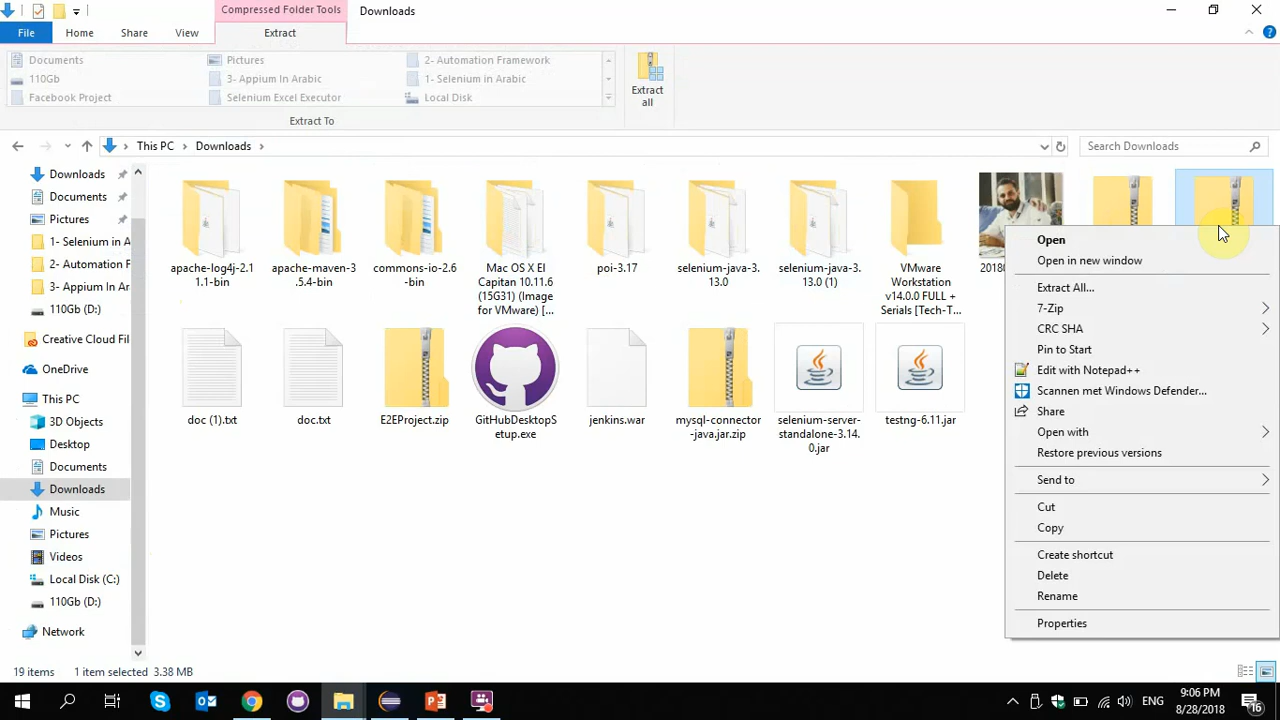 Compressed Folder Tools
Downloads
File
Home
Share
View
Extract
Documents
Pictures
2- Automation Framework
110Gb
3- Appium In Arabic
1- Selenium in Arabic
Facebook Project
Selenium Excel Executor
Local Disk
Extract all
Extract To
This PC
Downloads
Search Downloads
Downloads
Documents
Pictures
1- Selenium in A
2- Automation F
3- Appium In Ar
110Gb (D:)
Creative Cloud Fil
OneDrive
This PC
3D Objects
Desktop
Documents
Downloads
Music
Pictures
Videos
Local Disk (C:)
110Gb (D:)
Network
apache-log4j-2.1
1.1-bin
apache-maven-3
.5.4-bin
commons-io-2.6
-bin
Mac OS X El
Capitan 10.11.6
(15G31) (Image
for VMware) [...
poi-3.17
selenium-java-3.
13.0
selenium-java-3.
13.0 (1)
VMware
Workstation
v14.0.0 FULL +
Serials [Tech-T...
2018
doc (1).txt
doc.txt
E2EProject.zip
GitHubDesktopS
etup.exe
jenkins.war
mysql-connector
-java.jar.zip
selenium-server-
standalone-3.14.
0.jar
testng-6.11.jar
Open
Open in new window
Extract All...
7-Zip
CRC SHA
Pin to Start
Edit with Notepad++
Scannen met Windows Defender...
Share
Open with
Restore previous versions
Send to
Cut
Copy
Create shortcut
Delete
Rename
Properties
19 items
1 item selected 3.38 MB
ENG
9:06 PM
8/28/2018
16